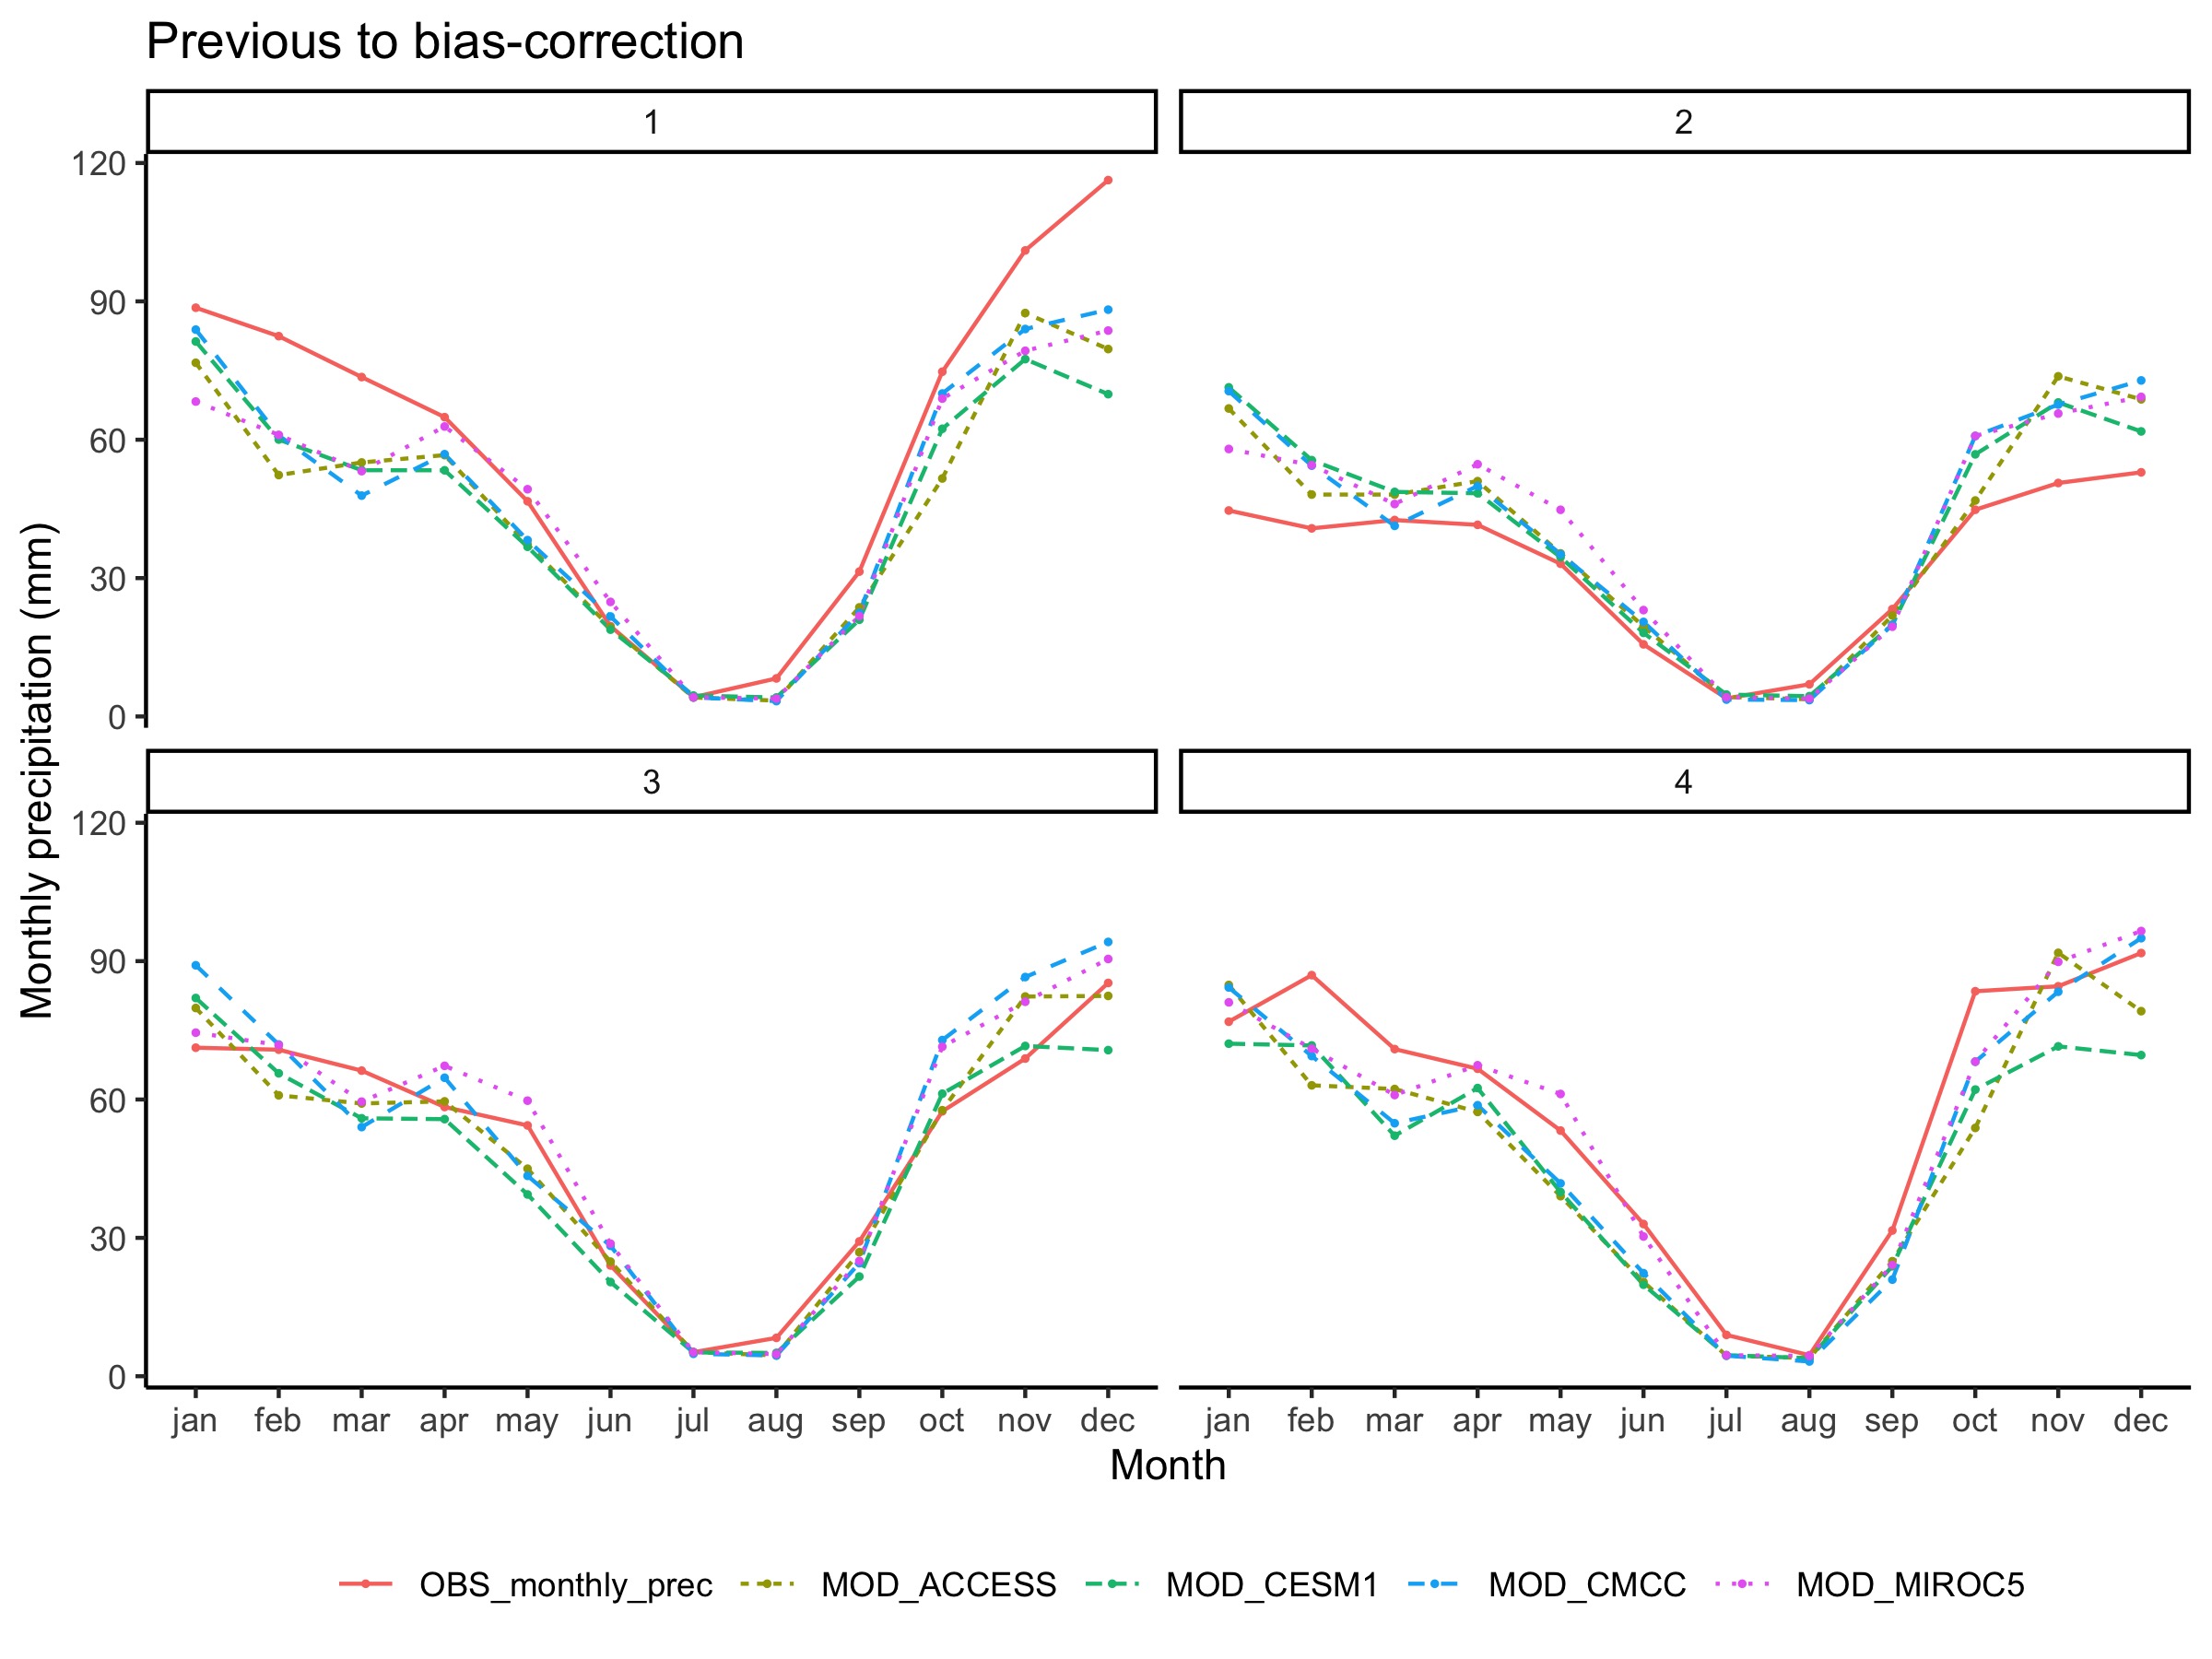 Previous to bias-correction
1
2
120
90
60
30
0
Monthly precipitation (mm)
3
4
120
90
60
30
0
jan feb mar apr may jun jul aug sep oct nov dec
jan feb mar apr may jun jul aug sep oct nov dec
Month
OBS_monthly_prec MOD_ACCESS MOD_CESM1 MOD_CMCC MOD_MIROC5